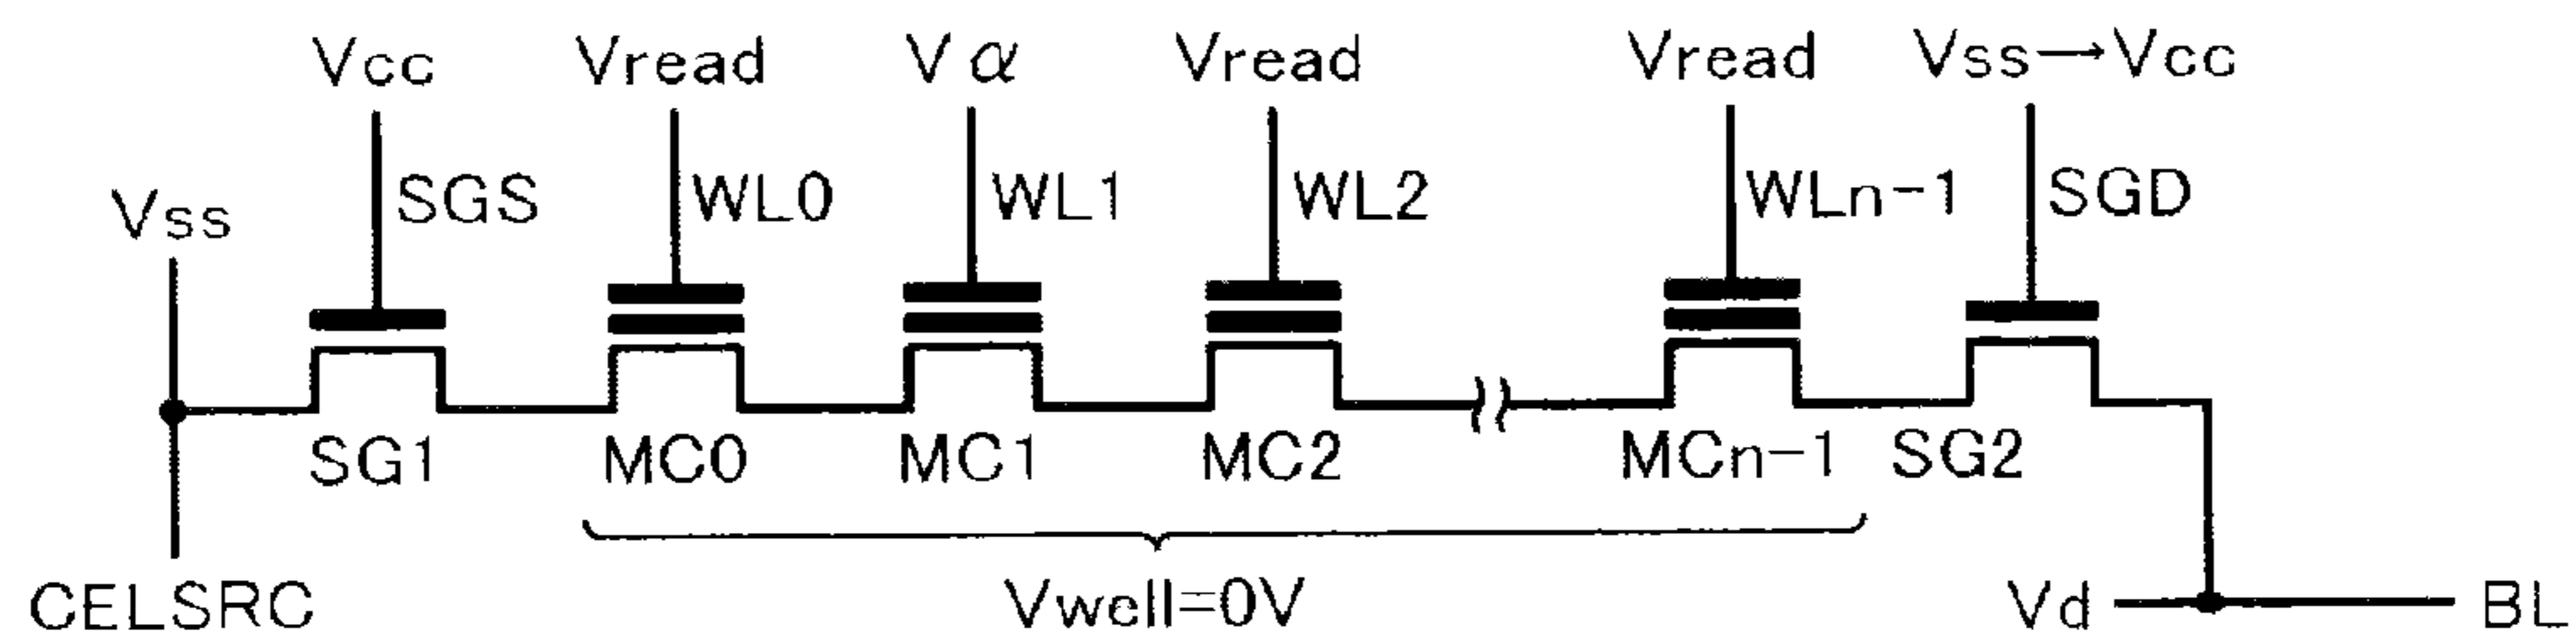 Vcc Vread Vα Vread Vread Vss→Vcc
Vss SGS WL0 WL1 WL2 WLn-1 SGD
SG1 MC0 MC1 MC2 MCn-1 SG2
CELSRC Vwell=0V Vd BL